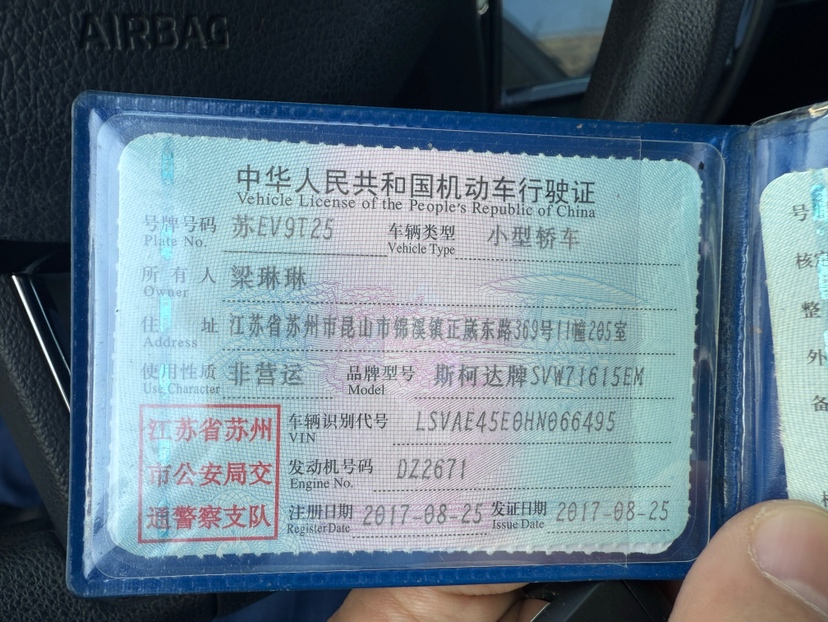 AIRBAG
中华人民共和国机动车行驶证
Vehicle License of the People's Republic of China
号牌号码 苏EV9T25 车辆类型 小型轿车
Plate No. Vehicle Type
所有人 梁琳琳
Owner
住址 江苏省苏州市昆山市锦溪镇正崴东路369号11幢205室
Address
使用性质 非营运 品牌型号 斯柯达牌SVW71615EM
Use Character Model
江苏省苏州
市公安局交
通警察支队
车辆识别代号 LSVAE45E0HN066495
VIN
发动机号码 DZ2671
Engine No.
注册日期 2017-08-25 发证日期 2017-08-25
Register Date Issue Date
号
核
整
外
备